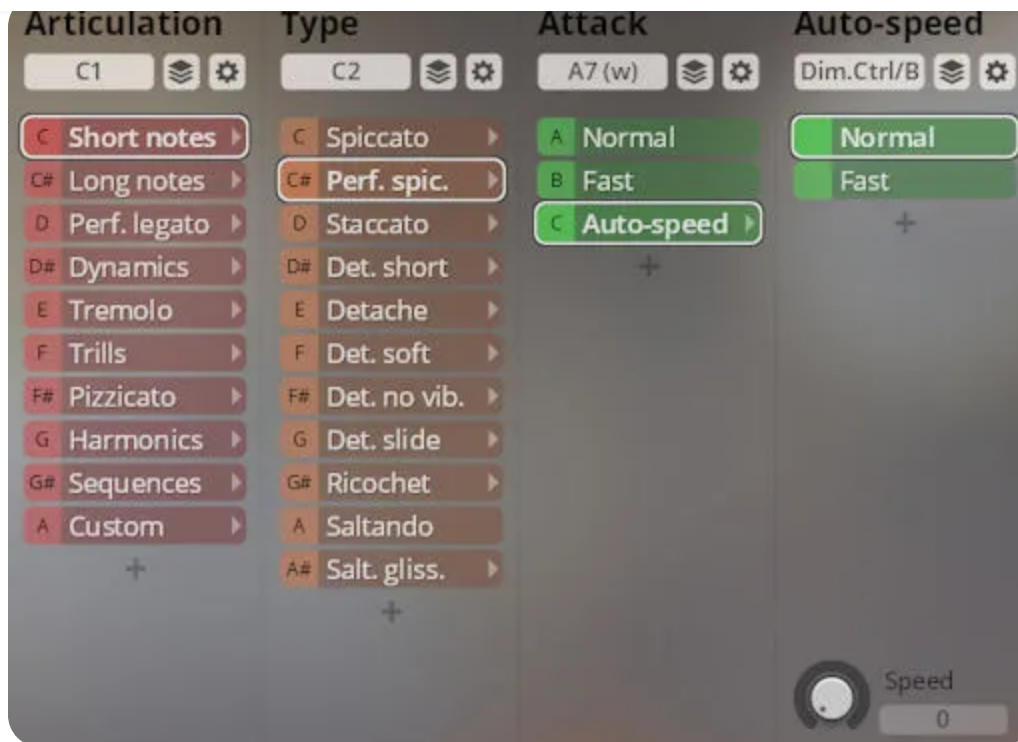 Articulation
C1
C Short notes
C# Long notes
D Perf. legato
D# Dynamics
E Tremolo
F Trills
F# Pizzicato
G Harmonics
G# Sequences
A Custom
+
Type
C2
C Spiccato
C# Perf. spic.
D Staccato
D# Det. short
E Detache
F Det. soft
F# Det. no vib.
G Det. slide
G# Ricochet
A Saltando
A# Salt. gliss.
+
Attack
A7 (w)
A Normal
B Fast
C Auto-speed
+
Auto-speed
Dim.Ctrl/B
Normal
Fast
+
Speed
0